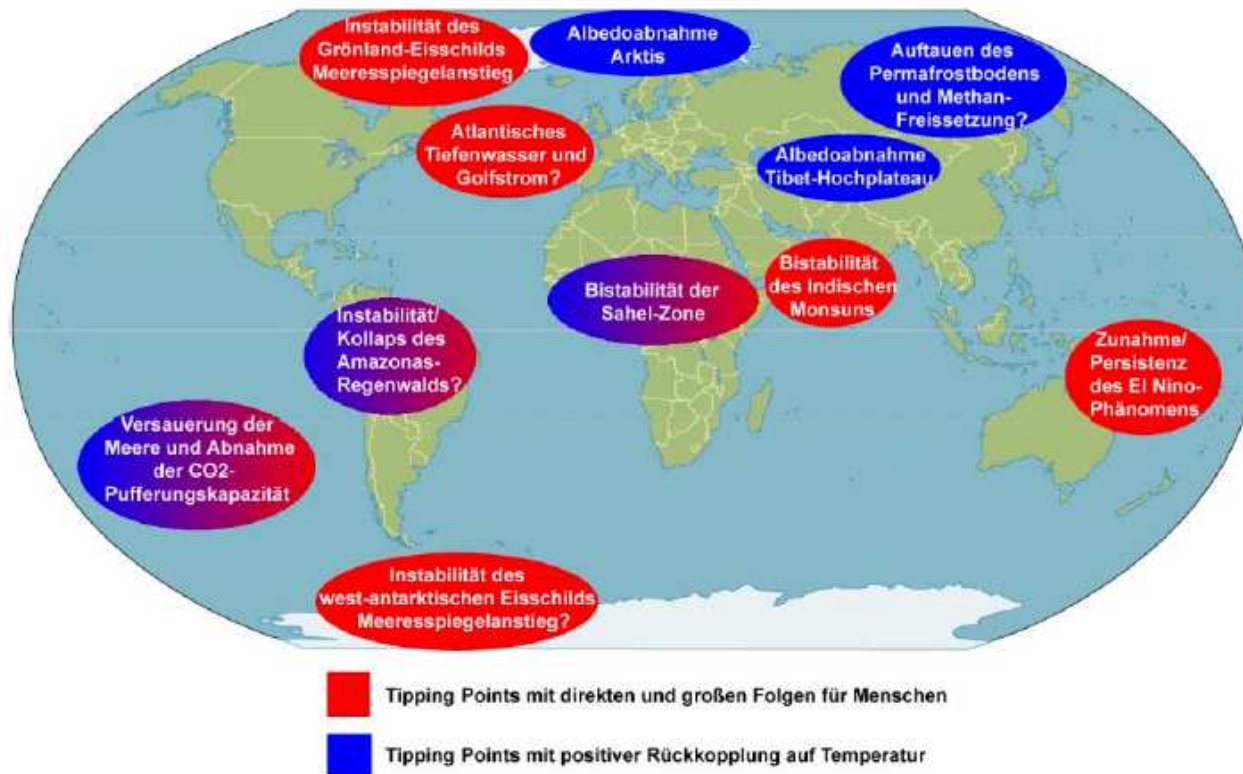 Instabilität des
Grönland-Eisschilds
Meeresspiegelanstieg
Albedoabnahme
Arktis
Auftauen des
Permafrostbodens
und Methan-
Freissetzung?
Atlantisches
Tiefenwasser und
Golfstrom?
Albedoabnahme
Tibet-Hochplateau
Bistabilität der
Sahel-Zone
Bistabilität
des Indischen
Monsuns
Instabilität/
Kollaps des
Amazonas-
Regenwalds?
Zunahme/
Persistenz
des El Nino-
Phänomens
Versauerung der
Meere und Abnahme
der CO2-
Pufferungskapazität
Instabilität des
west-antarktischen Eisschilds
Meeresspiegelanstieg?
Tipping Points mit direkten und großen Folgen für Menschen
Tipping Points mit positiver Rückkopplung auf Temperatur